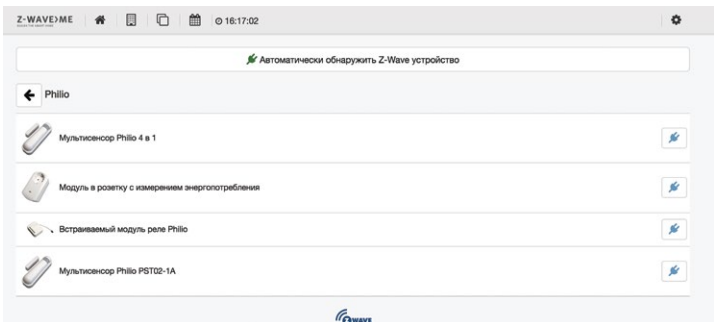 Z-WAVE>ME
16:17:02
Автоматически обнаружить Z-Wave устройство
Philio
Мультисенсор Philio 4 в 1
Модуль в розетку с измерением энергопотребления
Встраиваемый модуль реле Philio
Мультисенсор Philio PST02-1A
Z WAVE